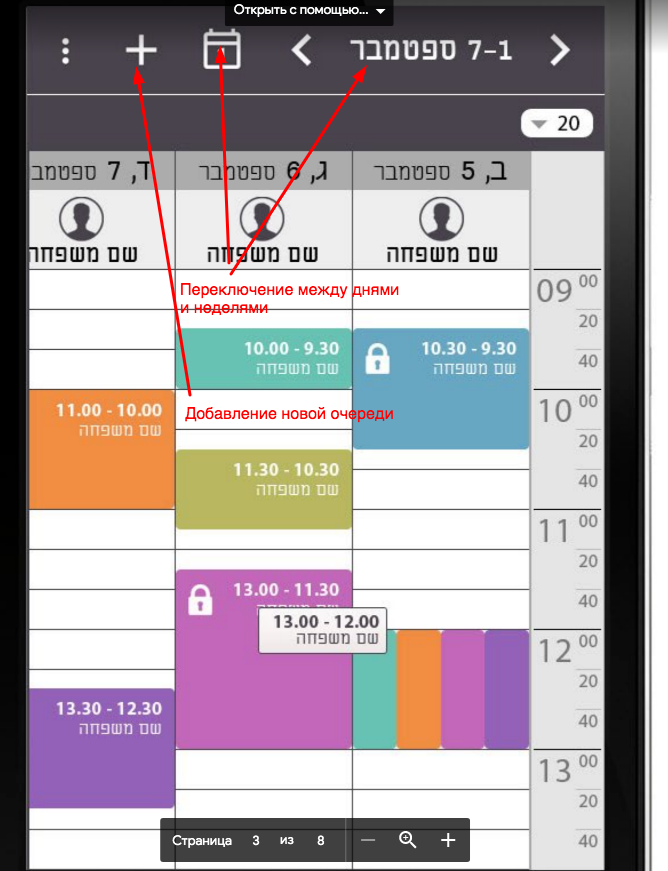 Открыть с помощью...
1-7 ספטמבר
20
ב, 5 ספטמבר
ג, 6 ספטמבר
ד, 7 ספטמבר
שם משפחה
שם משפחה
שם משפחה
Переключение между днями
и неделями
Добавление новой очереди
09 00
20
40
10 00
20
40
11 00
20
40
12 00
20
40
13 00
20
40
10.30 - 9.30
שם משפחה
10.00 - 9.30
שם משפחה
11.30 - 10.30
שם משפחה
13.00 - 11.30
שם משפחה
13.00 - 12.00
שם משפחה
11.00 - 10.00
שם משפחה
13.30 - 12.30
שם משפחה
Страница 3 из 8